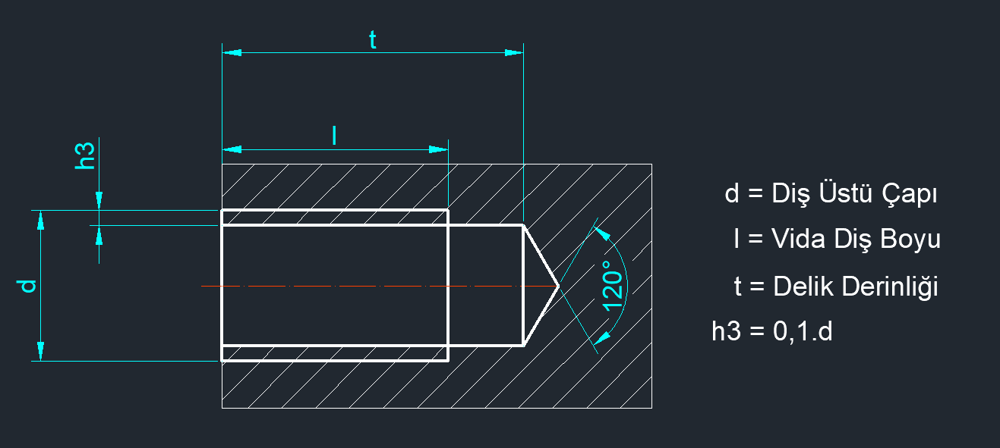 t
l
h3
d
120°
d = Diş Üstü Çapı
l = Vida Diş Boyu
t = Delik Derinliği
h3 = 0,1.d